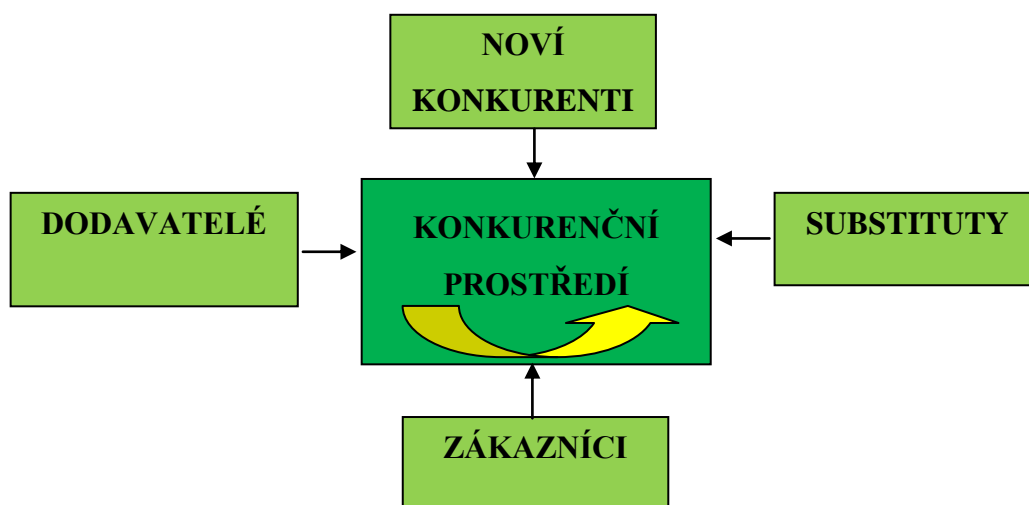 NOVÍ
KONKURENTI
DODAVATELÉ
KONKURENČNÍ
PROSTŘEDÍ
SUBSTITUTY
ZÁKAZNÍCI